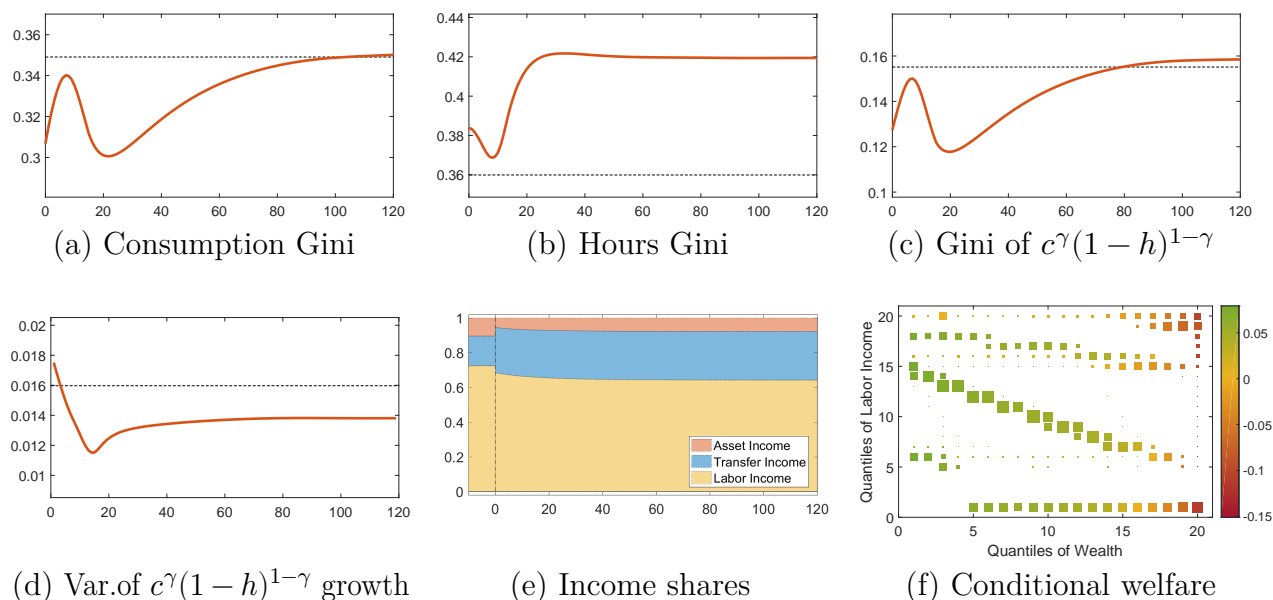 0.36
0.34
0.32
0.3
0 20 40 60 80 100 120
(a) Consumption Gini
0.44
0.42
0.4
0.38
0.36
0 20 40 60 80 100 120
(b) Hours Gini
0.16
0.14
0.12
0.1
0 20 40 60 80 100 120
(c) Gini of c^γ(1 − h)^{1−γ}
0.02
0.018
0.016
0.014
0.012
0.01
0 20 40 60 80 100 120
(d) Var.of c^γ(1 − h)^{1−γ} growth
1
0.8
0.6
0.4
0.2
0
Asset Income
Transfer Income
Labor Income
0 20 40 60 80 100 120
(e) Income shares
Quantiles of Labor Income
20
15
10
5
0
0 5 10 15 20
Quantiles of Wealth
0.05
0
-0.05
-0.10
-0.15
(f) Conditional welfare